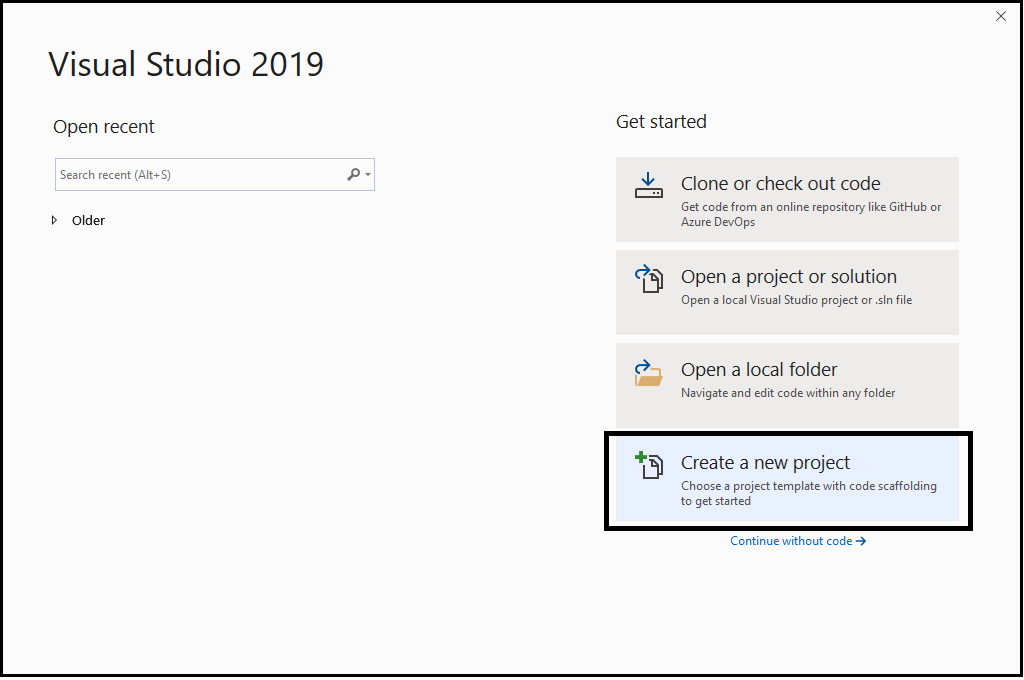 Visual Studio 2019
Open recent
Search recent (Alt+S)
Older
Get started
Clone or check out code
Get code from an online repository like GitHub or
Azure DevOps
Open a project or solution
Open a local Visual Studio project or .sln file
Open a local folder
Navigate and edit code within any folder
Create a new project
Choose a project template with code scaffolding
to get started
Continue without code →